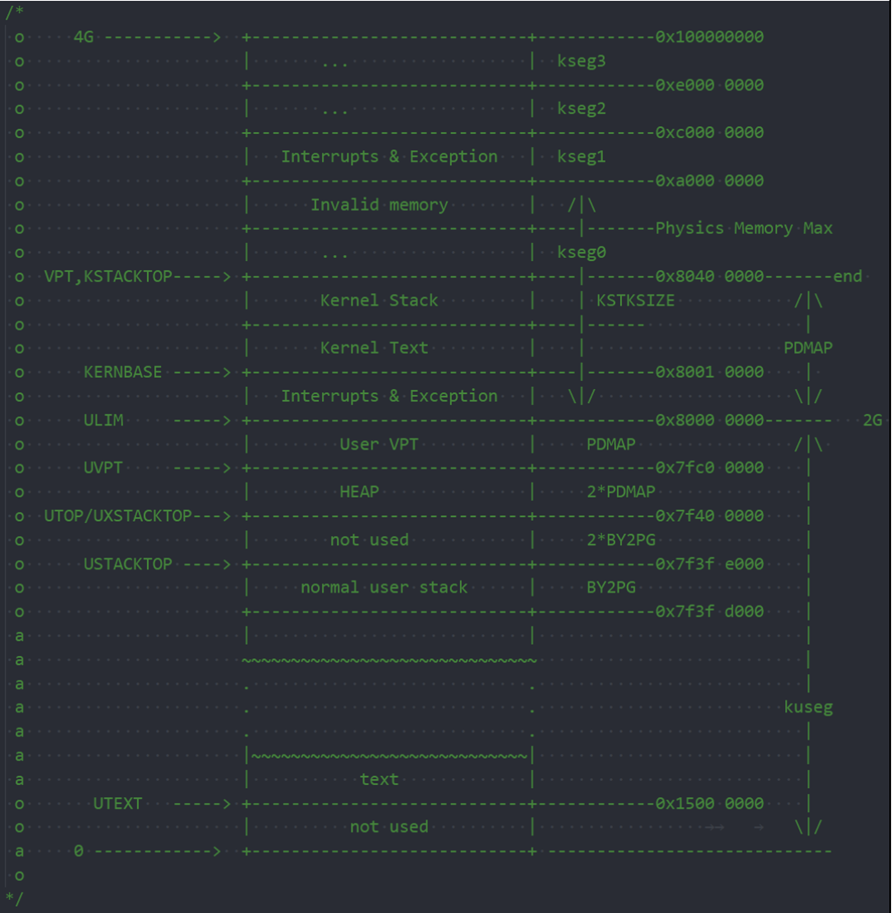 /*
o     4G ----------->  +----------------------------+------------0x100000000
o                      |       ...                  |  kseg3
o                      +----------------------------+------------0xe000 0000
o                      |       ...                  |  kseg2
o                      +----------------------------+------------0xc000 0000
o                      |   Interrupts & Exception   |  kseg1
o                      +----------------------------+------------0xa000 0000
o                      |      Invalid memory        |   /|\
o                      +----------------------------+----|-------Physics Memory Max
o                      |       ...                  |  kseg0
o  VPT,KSTACKTOP-----> +----------------------------+----|-------0x8040 0000-------end
o                      |       Kernel Stack         |    | KSTKSIZE            /|\
o                      +----------------------------+----|------                |
o                      |       Kernel Text          |    |                    PDMAP
o      KERNBASE -----> +----------------------------+----|-------0x8001 0000    |
o                      |   Interrupts & Exception   |   \|/                    \|/
o      ULIM     -----> +----------------------------+------------0x8000 0000-------   2G
o                      |         User VPT           |     PDMAP                /|\
o      UVPT     -----> +----------------------------+------------0x7fc0 0000    |
o                      |         HEAP               |     2*PDMAP               |
o  UTOP/UXSTACKTOP---> +----------------------------+------------0x7f40 0000    |
o                      |        not used            |     2*BY2PG               |
o      USTACKTOP ----> +----------------------------+------------0x7f3f e000    |
o                      |     normal user stack      |     BY2PG                 |
o                      +----------------------------+------------0x7f3f d000    |
a                      |                            |                           |
a                      ~~~~~~~~~~~~~~~~~~~~~~~~~~~~~~                           |
a                      .                            .                           |
a                      .                            .                         kuseg
a                      .                            .                           |
a                      |~~~~~~~~~~~~~~~~~~~~~~~~~~~~|                           |
a                      |           text             |                           |
o       UTEXT   -----> +----------------------------+------------0x1500 0000    |
o                      |          not used          |                          \|/
a     0 ------------>  +----------------------------+ -----------------------------
o
*/